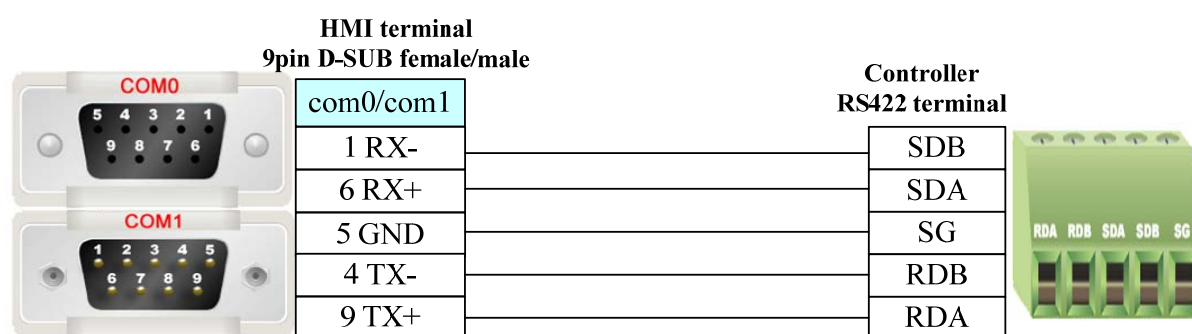 HMI terminal
9pin D-SUB female/male
COM0
5 4 3 2 1
9 8 7 6
COM1
1 2 3 4 5
6 7 8 9
com0/com1
1 RX-
6 RX+
5 GND
4 TX-
9 TX+
Controller
RS422 terminal
SDB
SDA
SG
RDB
RDA
RDA RDB SDA SDB SG